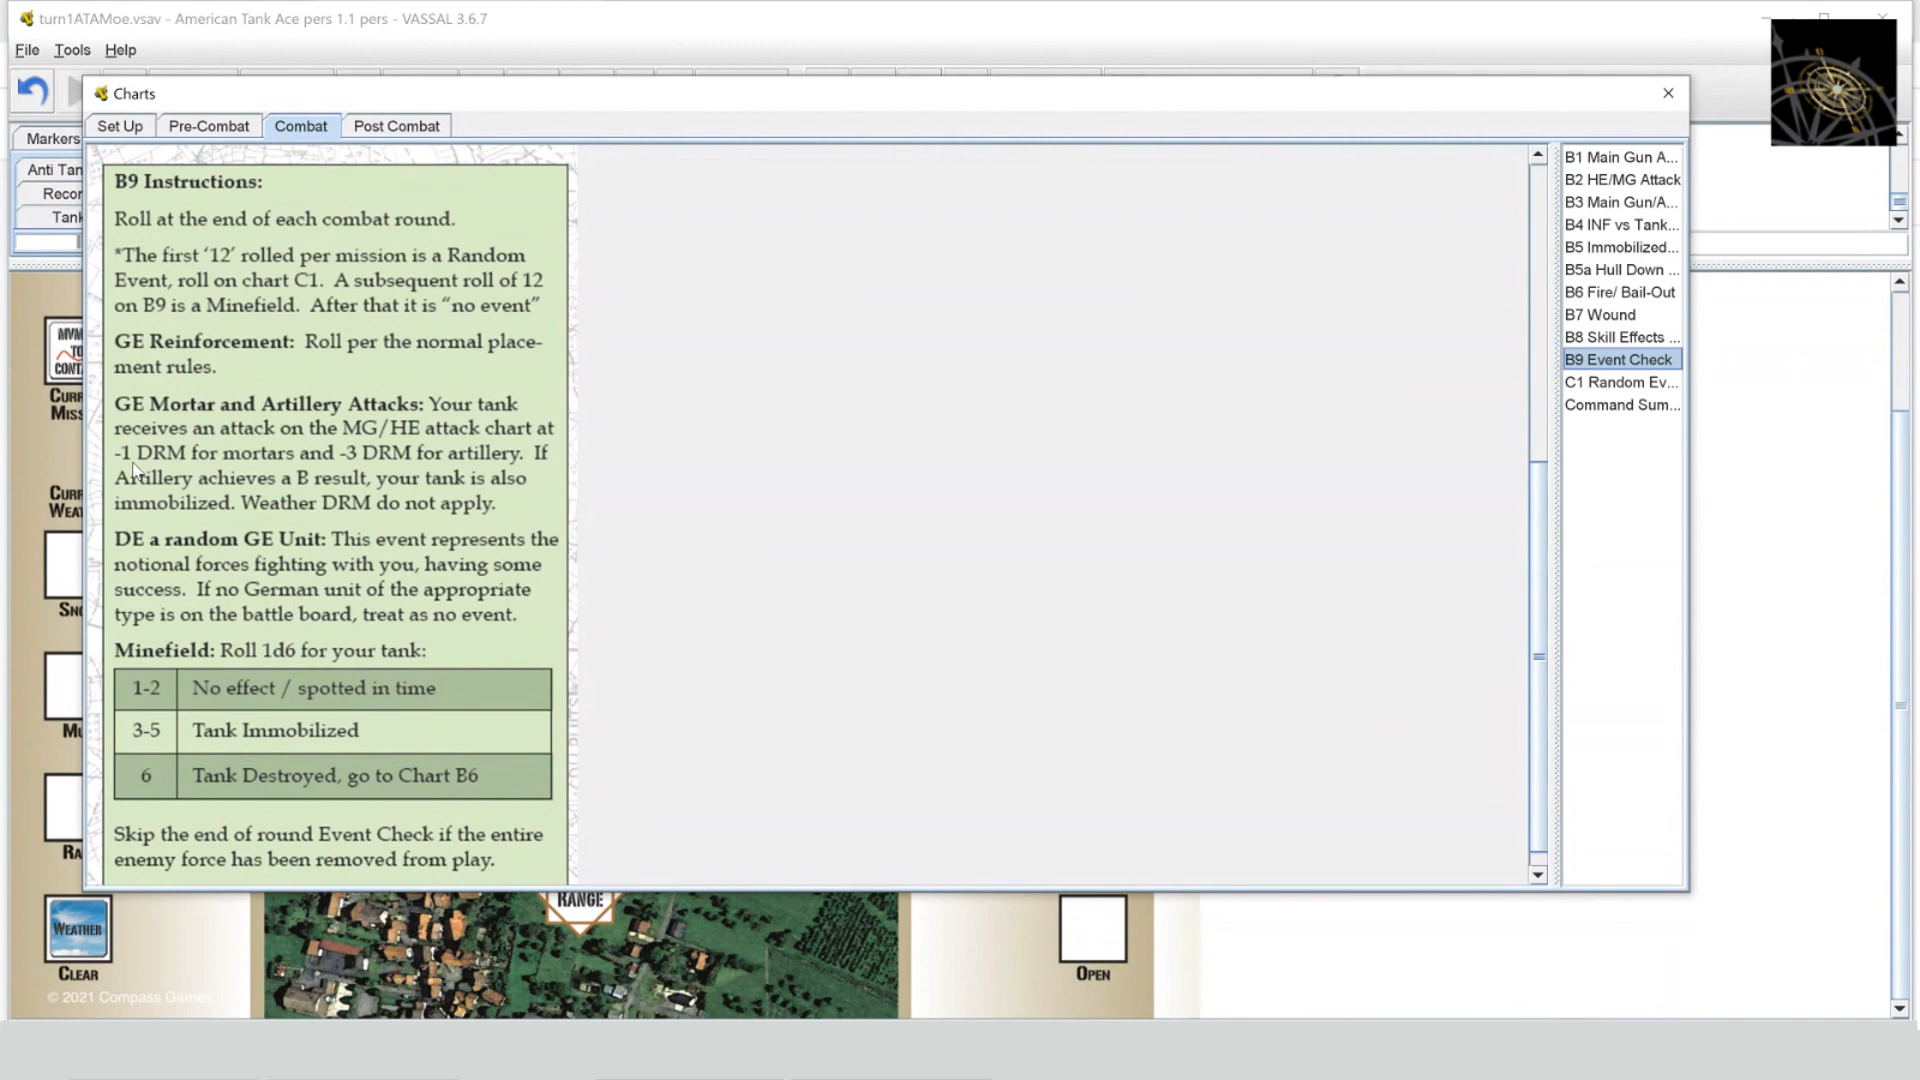 turn1ATAMoe.vsav - American Tank Ace pers 1.1 pers - VASSAL 3.6.7
File Tools Help
Charts
Set Up Pre-Combat Combat Post Combat
Markers
Anti Tan
Recor
Tank
B9 Instructions:
Roll at the end of each combat round.
*The first ‘12’ rolled per mission is a Random
Event, roll on chart C1. A subsequent roll of 12
on B9 is a Minefield. After that it is “no event”
GE Reinforcement: Roll per the normal place-
ment rules.
GE Mortar and Artillery Attacks: Your tank
receives an attack on the MG/HE attack chart at
-1 DRM for mortars and -3 DRM for artillery. If
Artillery achieves a B result, your tank is also
immobilized. Weather DRM do not apply.
DE a random GE Unit: This event represents the
notional forces fighting with you, having some
success. If no German unit of the appropriate
type is on the battle board, treat as no event.
Minefield: Roll 1d6 for your tank:
1-2 No effect / spotted in time
3-5 Tank Immobilized
6 Tank Destroyed, go to Chart B6
Skip the end of round Event Check if the entire
enemy force has been removed from play.
B1 Main Gun A...
B2 HE/MG Attack
B3 Main Gun/A...
B4 INF vs Tank...
B5 Immobilized...
B5a Hull Down ...
B6 Fire/ Bail-Out
B7 Wound
B8 Skill Effects ...
B9 Event Check
C1 Random Ev...
Command Sum...
MVM
TO
CONT
CURR
MISS
CURR
WEAT
SNO
MU
RA
WEATHER
CLEAR
© 2021 Compass Games,
RANGE
OPEN